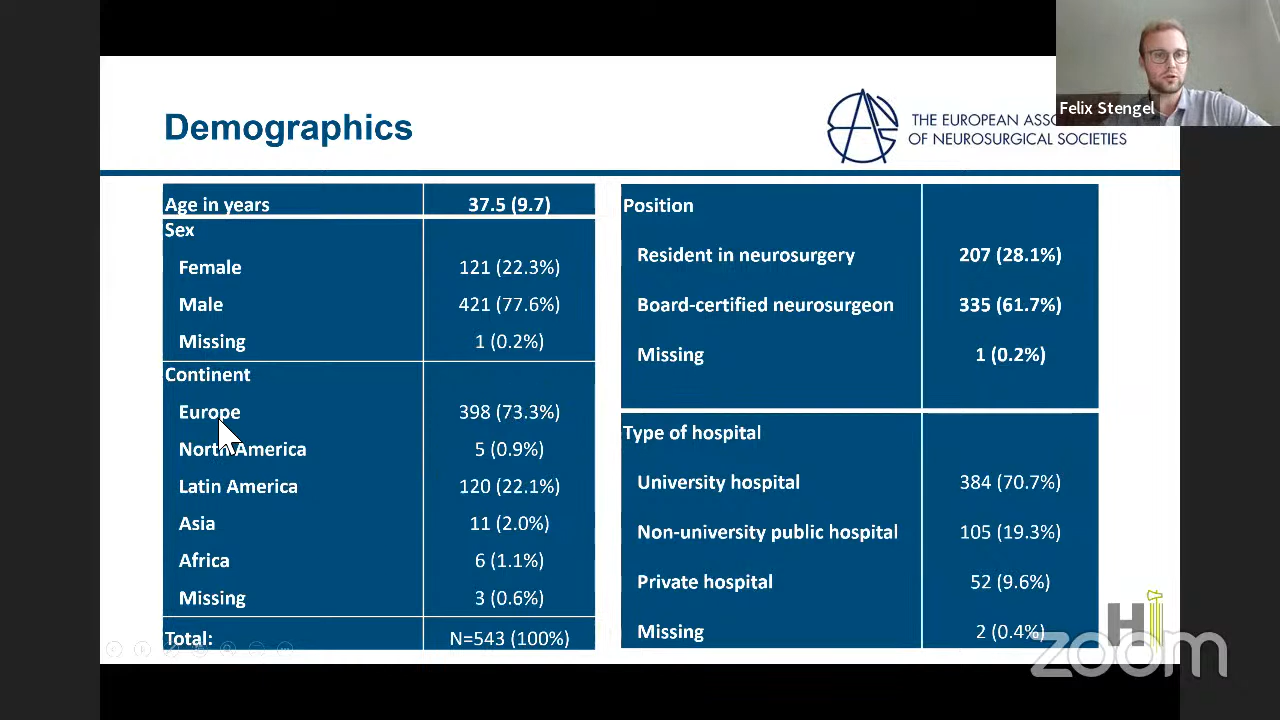 Felix Stengel
Demographics
THE EUROPEAN ASSO
OF NEUROSURGICAL SOCIETIES
Age in years 37.5 (9.7)
Sex
Female 121 (22.3%)
Male 421 (77.6%)
Missing 1 (0.2%)
Continent
Europe 398 (73.3%)
North America 5 (0.9%)
Latin America 120 (22.1%)
Asia 11 (2.0%)
Africa 6 (1.1%)
Missing 3 (0.6%)
Total: N=543 (100%)
Position
Resident in neurosurgery 207 (28.1%)
Board-certified neurosurgeon 335 (61.7%)
Missing 1 (0.2%)
Type of hospital
University hospital 384 (70.7%)
Non-university public hospital 105 (19.3%)
Private hospital 52 (9.6%)
Missing 2 (0.4%)
H
zoom